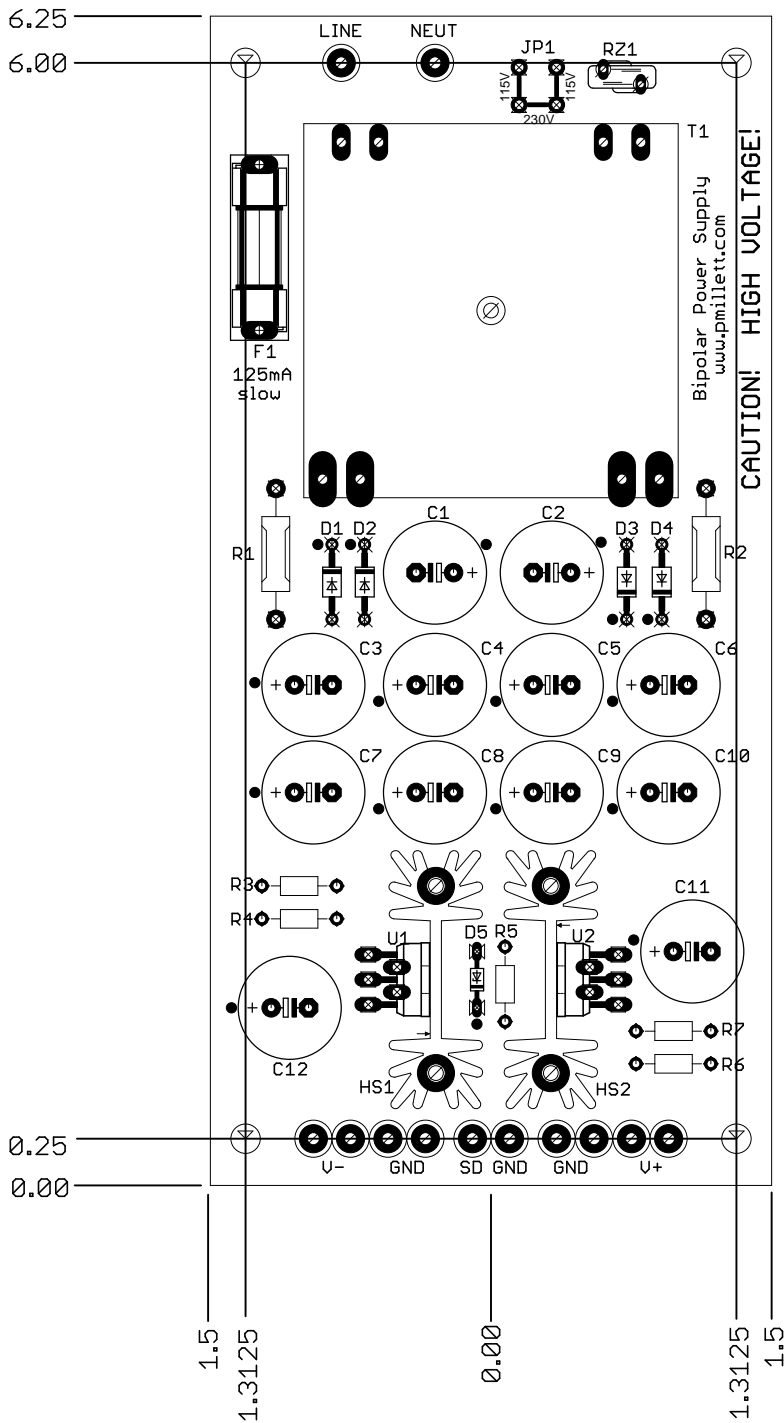 6.25
6.00
LINE
NEUT
JP1
RZ1
115V
115V
230V
T1
CAUTION! HIGH VOLTAGE!
Bipolar Power Supply
www.pmillett.com
F1
125mA
slow
C1
C2
D1
D2
D3
D4
R1
R2
C3
C4
C5
C6
C7
C8
C9
C10
R3
R4
C11
U1
D5
R5
U2
C12
R7
R6
HS1
HS2
0.25
0.00
V-
GND
SD
GND
GND
V+
1.5
1.3125
0.00
1.3125
1.5